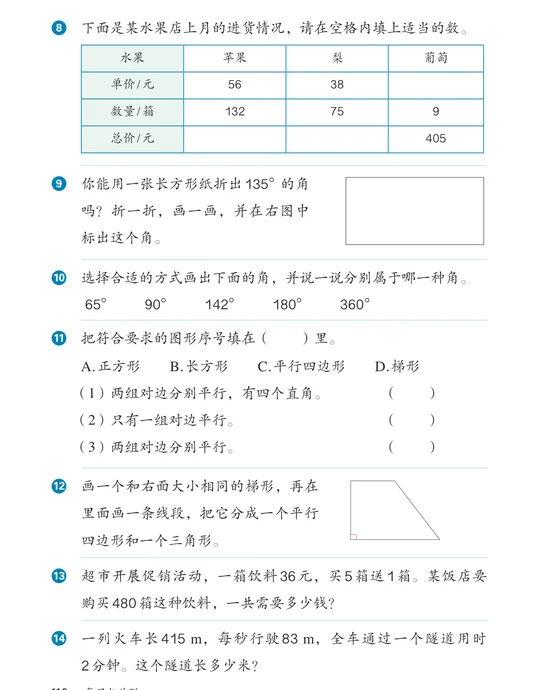 8 下面是某水果店上月的进货情况，请在空格内填上适当的数。
水果 苹果 梨 葡萄
单价/元 56 38
数量/箱 132 75 9
总价/元 405
9 你能用一张长方形纸折出135°的角
吗？折一折，画一画，并在右图中
标出这个角。
10 选择合适的方式画出下面的角，并说一说分别属于哪一种角。
65° 90° 142° 180° 360°
11 把符合要求的图形序号填在（ ）里。
A.正方形 B.长方形 C.平行四边形 D.梯形
（1）两组对边分别平行，有四个直角。 （ ）
（2）只有一组对边平行。 （ ）
（3）两组对边分别平行。 （ ）
12 画一个和右面大小相同的梯形，再在
里面画一条线段，把它分成一个平行
四边形和一个三角形。
13 超市开展促销活动，一箱饮料36元，买5箱送1箱。某饭店要
购买480箱这种饮料，一共需要多少钱？
14 一列火车长415 m，每秒行驶83 m，全车通过一个隧道用时
2分钟。这个隧道长多少米？